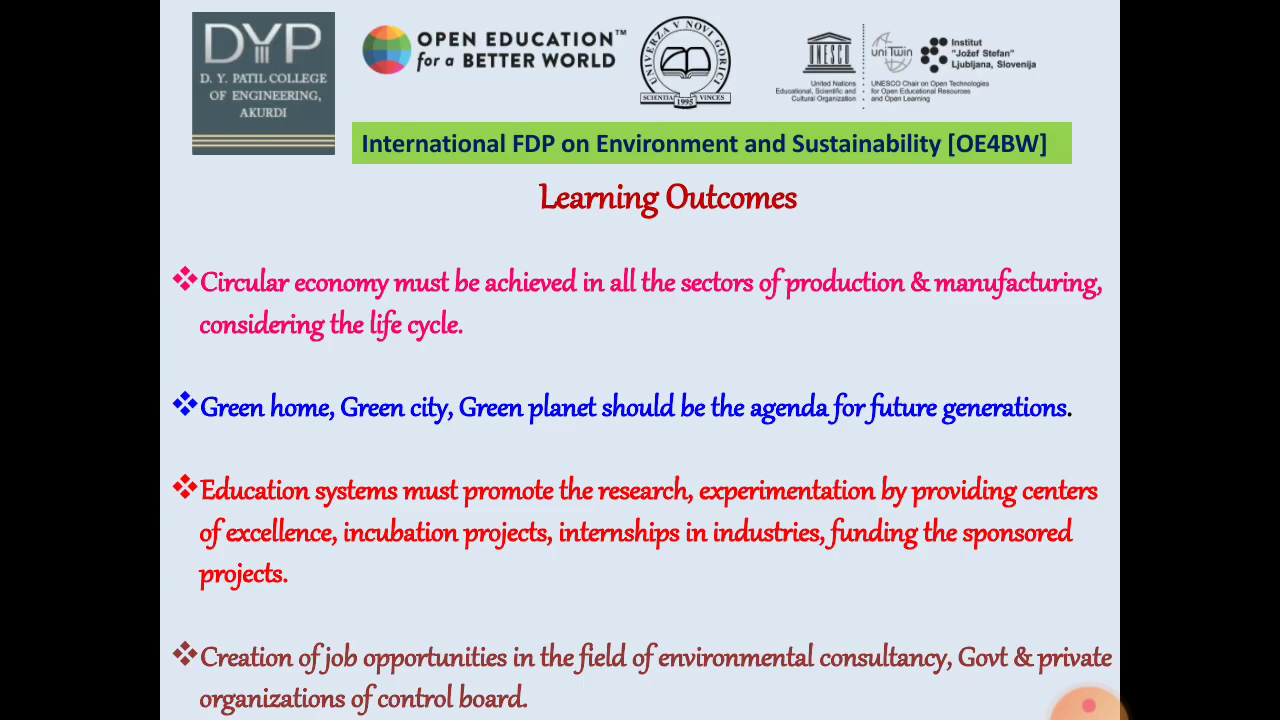 DYP
D. Y. PATIL COLLEGE
OF ENGINEERING,
AKURDI
OPEN EDUCATION™
for a BETTER WORLD
UNIVERZA V NOVI GORICI
SCIENTIA VINCES
1995
UNESCO
United Nations
Educational, Scientific and
Cultural Organization
uniTwin
Institut
"Jožef Stefan"
Ljubljana, Slovenija
UNESCO Chair on Open Technologies
for Open Educational Resources
and Open Learning
International FDP on Environment and Sustainability [OE4BW]
Learning Outcomes
❖Circular economy must be achieved in all the sectors of production & manufacturing,
considering the life cycle.
❖Green home, Green city, Green planet should be the agenda for future generations.
❖Education systems must promote the research, experimentation by providing centers
of excellence, incubation projects, internships in industries, funding the sponsored
projects.
❖Creation of job opportunities in the field of environmental consultancy, Govt & private
organizations of control board.